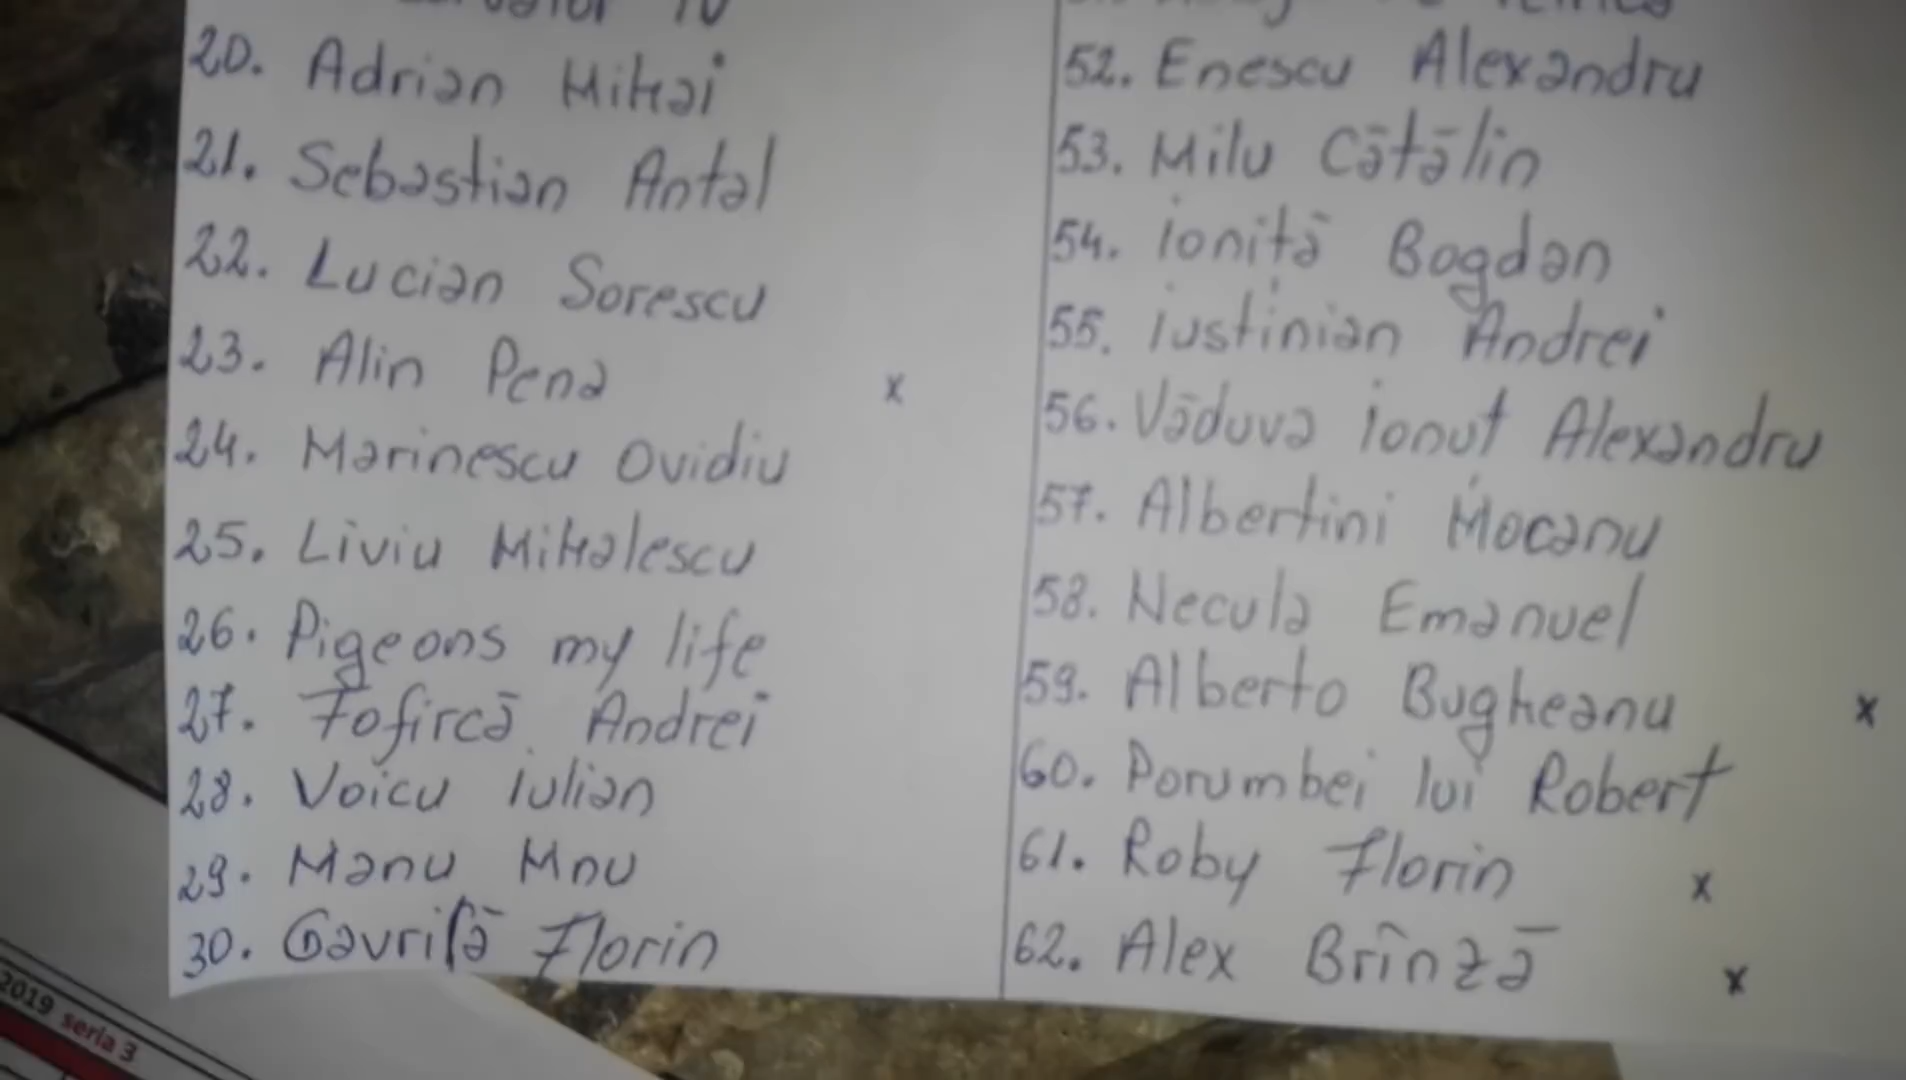 20. Adrian Mihai
21. Sebastian Antal
22. Lucian Sorescu
23. Alin Pena x
24. Marinescu Ovidiu
25. Liviu Mihalescu
26. Pigeons my life
27. Fofircă Andrei
28. Voicu iulian
29. Manu Mnu
30. Gavrilă Florin
52. Enescu Alexandru
53. Milu Cătălin
54. ionită Bogdan
55. iustinian Andrei
56. Văduva ionut Alexandru
57. Albertini Mocanu
58. Necula Emanuel
59. Alberto Bugheanu x
60. Porumbei lui Robert
61. Roby Florin x
62. Alex Brînză x
2019 seria 3